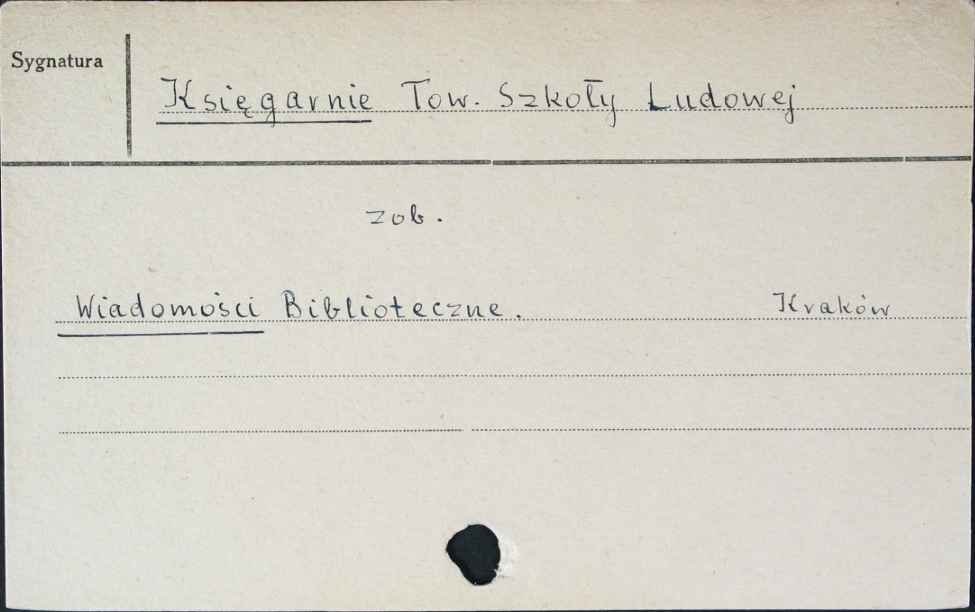 Sygnatura
Księgarnie Tow. Szkoły Ludowej
zob.
Wiadomości Biblioteczne. Kraków